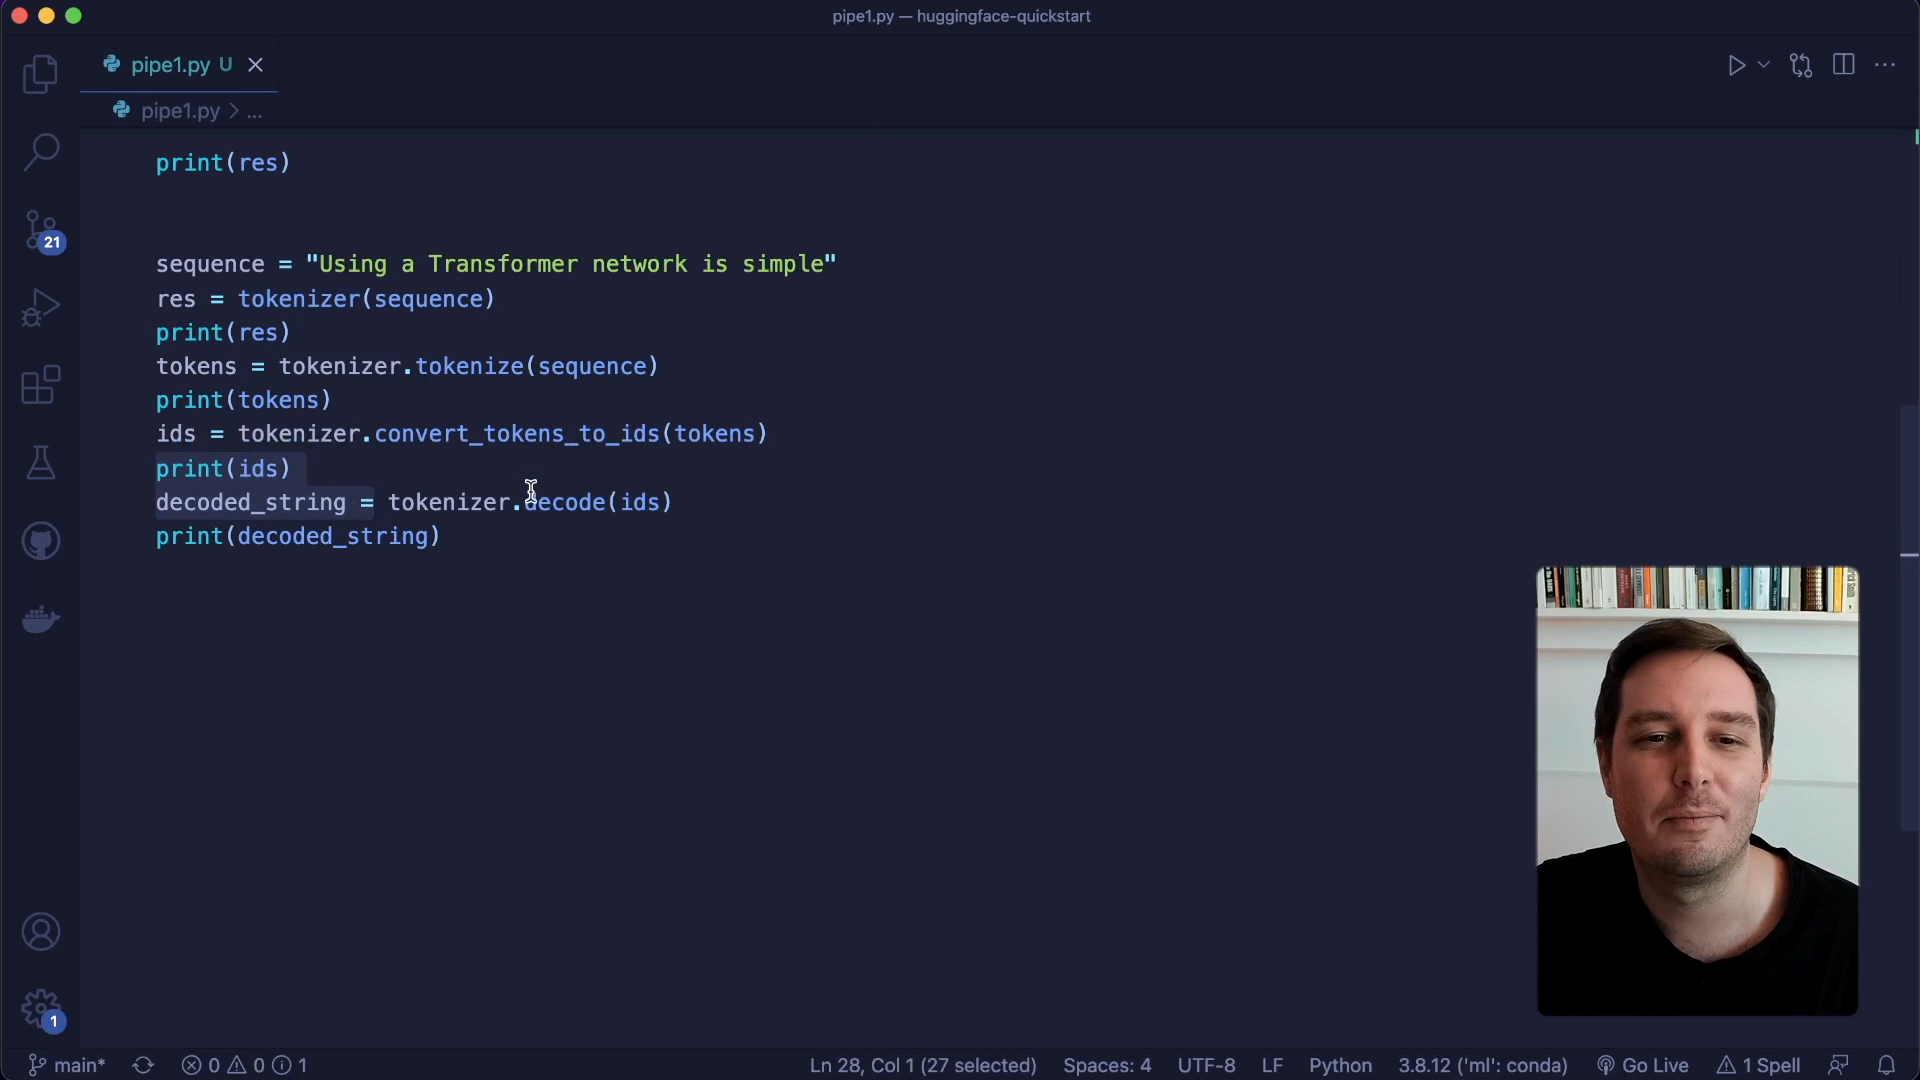 pipe1.py — huggingface-quickstart
pipe1.py U
pipe1.py > ...
print(res)
sequence = "Using a Transformer network is simple"
res = tokenizer(sequence)
print(res)
tokens = tokenizer.tokenize(sequence)
print(tokens)
ids = tokenizer.convert_tokens_to_ids(tokens)
print(ids)
decoded_string = tokenizer.decode(ids)
print(decoded_string)
21
1
main* 0 0 1 Ln 28, Col 1 (27 selected) Spaces: 4 UTF-8 LF Python 3.8.12 ('ml': conda) Go Live 1 Spell